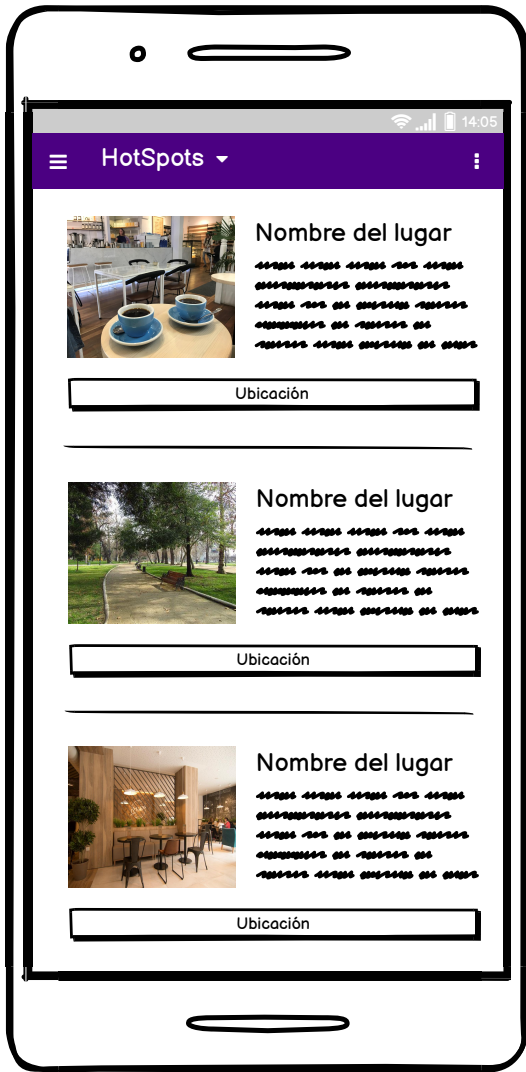 14:05
HotSpots
Nombre del lugar
Ubicación
Nombre del lugar
Ubicación
Nombre del lugar
Ubicación